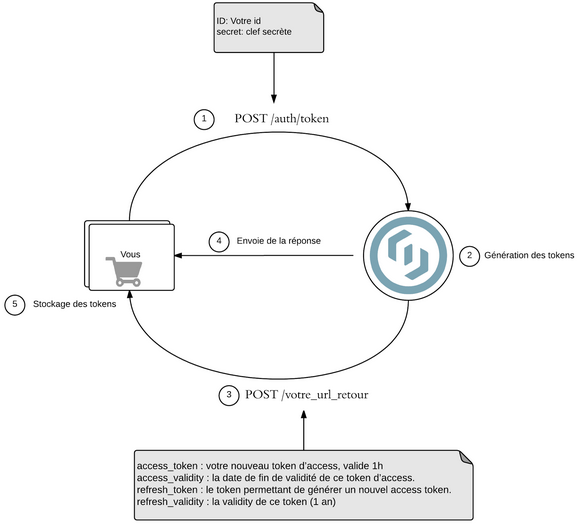 ID: Votre id
secret: clef secrète
1 POST /auth/token
Vous
4 Envoie de la réponse
2 Génération des tokens
5 Stockage des tokens
3 POST /votre_url_retour
access_token : votre nouveau token d'access, valide 1h
access_validity : la date de fin de validité de ce token d'access.
refresh_token : le token permettant de générer un nouvel access token.
refresh_validity : la validity de ce token (1 an)